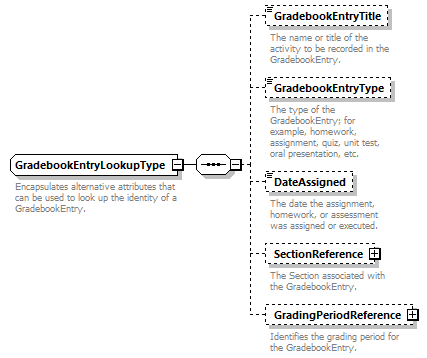 GradebookEntryTitle
The name or title of the
activity to be recorded in the
GradebookEntry.
GradebookEntryType
The type of the
GradebookEntry; for
example, homework,
assignment, quiz, unit test,
oral presentation, etc.
GradebookEntryLookupType
Encapsulates alternative attributes that
can be used to look up the identity of a
GradebookEntry.
DateAssigned
The date the assignment,
homework, or assessment
was assigned or executed.
SectionReference
The Section associated with
the GradebookEntry.
GradingPeriodReference
Identifies the grading period for
the GradebookEntry.